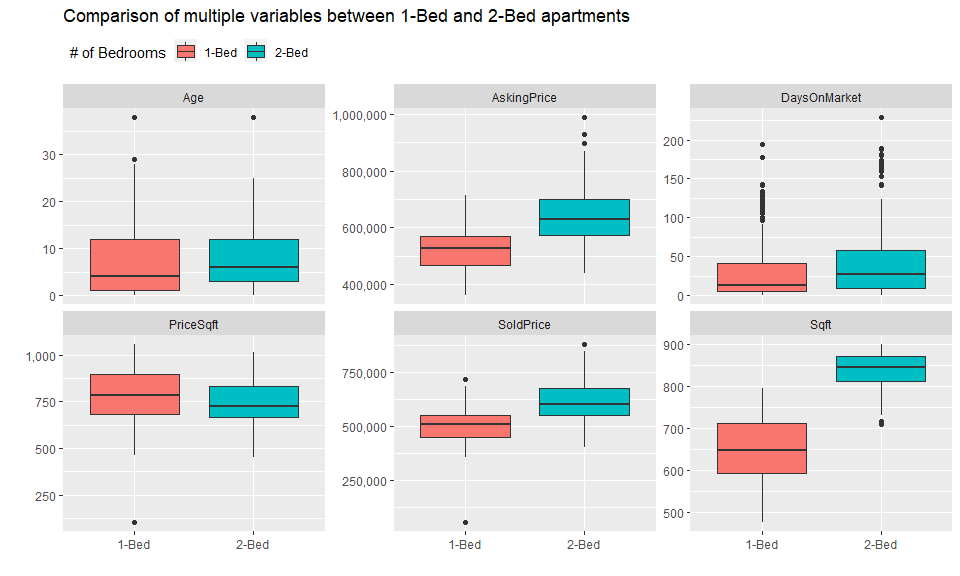 Comparison of multiple variables between 1-Bed and 2-Bed apartments
# of Bedrooms 1-Bed 2-Bed
Age
30
20
10
0
AskingPrice
1,000,000
800,000
600,000
400,000
DaysOnMarket
200
150
100
50
0
PriceSqft
1,000
750
500
250
1-Bed 2-Bed
SoldPrice
750,000
500,000
250,000
1-Bed 2-Bed
Sqft
900
800
700
600
500
1-Bed 2-Bed